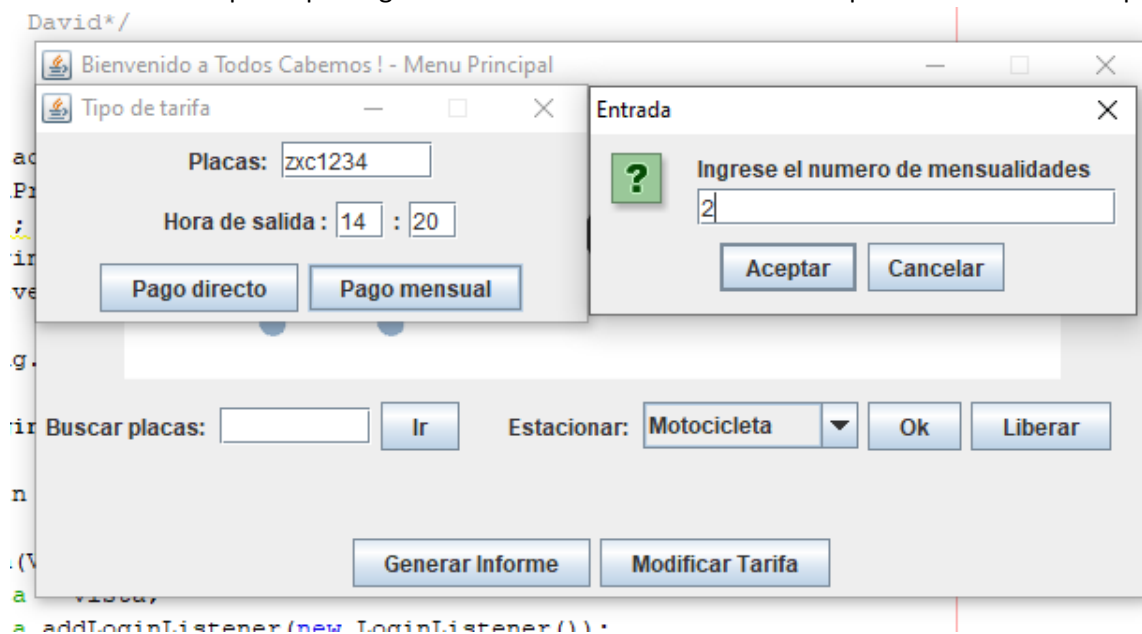 David*/
Bienvenido a Todos Cabemos ! - Menu Principal
Tipo de tarifa
Placas: zxc1234
Hora de salida : 14 : 20
Pago directo Pago mensual
Entrada
Ingrese el numero de mensualidades
2
Aceptar Cancelar
Buscar placas: Ir Estacionar: Motocicleta Ok Liberar
Generar Informe Modificar Tarifa
a addLoginListener(new LoginListener());